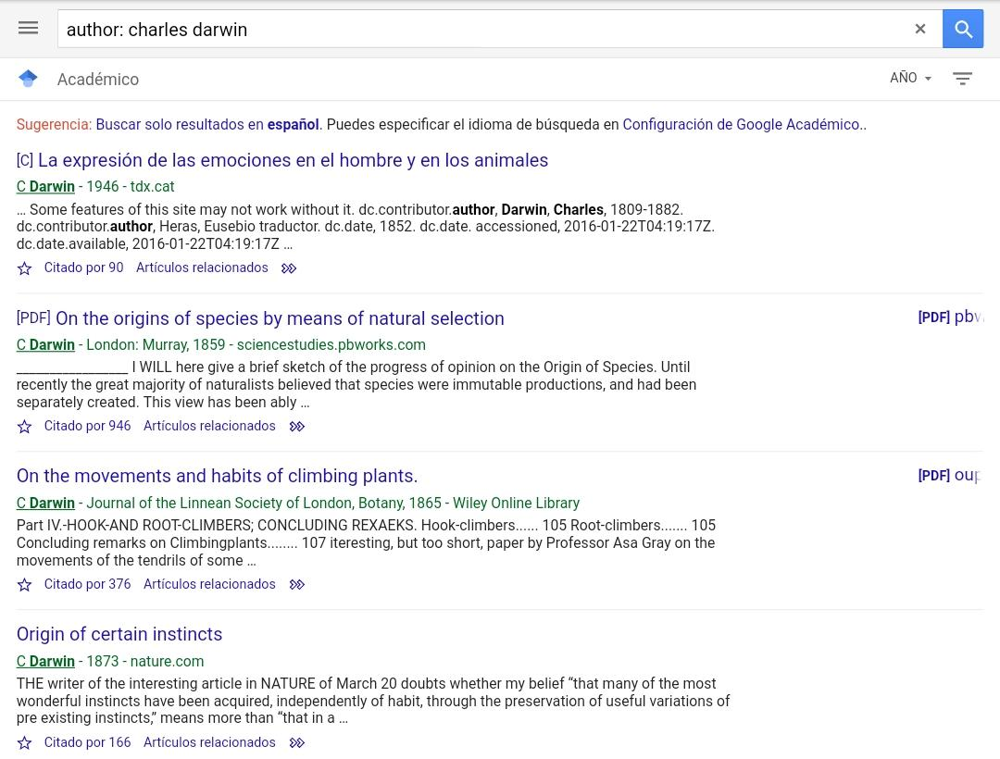 author: charles darwin
Académico
AÑO
Sugerencia: Buscar solo resultados en español. Puedes especificar el idioma de búsqueda en Configuración de Google Académico..
[C] La expresión de las emociones en el hombre y en los animales
C Darwin - 1946 - tdx.cat
... Some features of this site may not work without it. dc.contributor.author, Darwin, Charles, 1809-1882.
dc.contributor.author, Heras, Eusebio traductor. dc.date, 1852. dc.date. accessioned, 2016-01-22T04:19:17Z.
dc.date.available, 2016-01-22T04:19:17Z ...
Citado por 90 Artículos relacionados
[PDF] On the origins of species by means of natural selection
[PDF]
C Darwin - London: Murray, 1859 - sciencestudies.pbworks.com
_________________ I WILL here give a brief sketch of the progress of opinion on the Origin of Species. Until
recently the great majority of naturalists believed that species were immutable productions, and had been
separately created. This view has been ably ...
Citado por 946 Artículos relacionados
On the movements and habits of climbing plants.
[PDF]
C Darwin - Journal of the Linnean Society of London, Botany, 1865 - Wiley Online Library
Part IV.-HOOK-AND ROOT-CLIMBERS; CONCLUDING REXAEKS. Hook-climbers...... 105 Root-climbers....... 105
Concluding remarks on Climbingplants........ 107 iteresting, but too short, paper by Professor Asa Gray on the
movements of the tendrils of some ...
Citado por 376 Artículos relacionados
Origin of certain instincts
C Darwin - 1873 - nature.com
THE writer of the interesting article in NATURE of March 20 doubts whether my belief “that many of the most
wonderful instincts have been acquired, independently of habit, through the preservation of useful variations of
pre existing instincts,” means more than “that in a ...
Citado por 166 Artículos relacionados